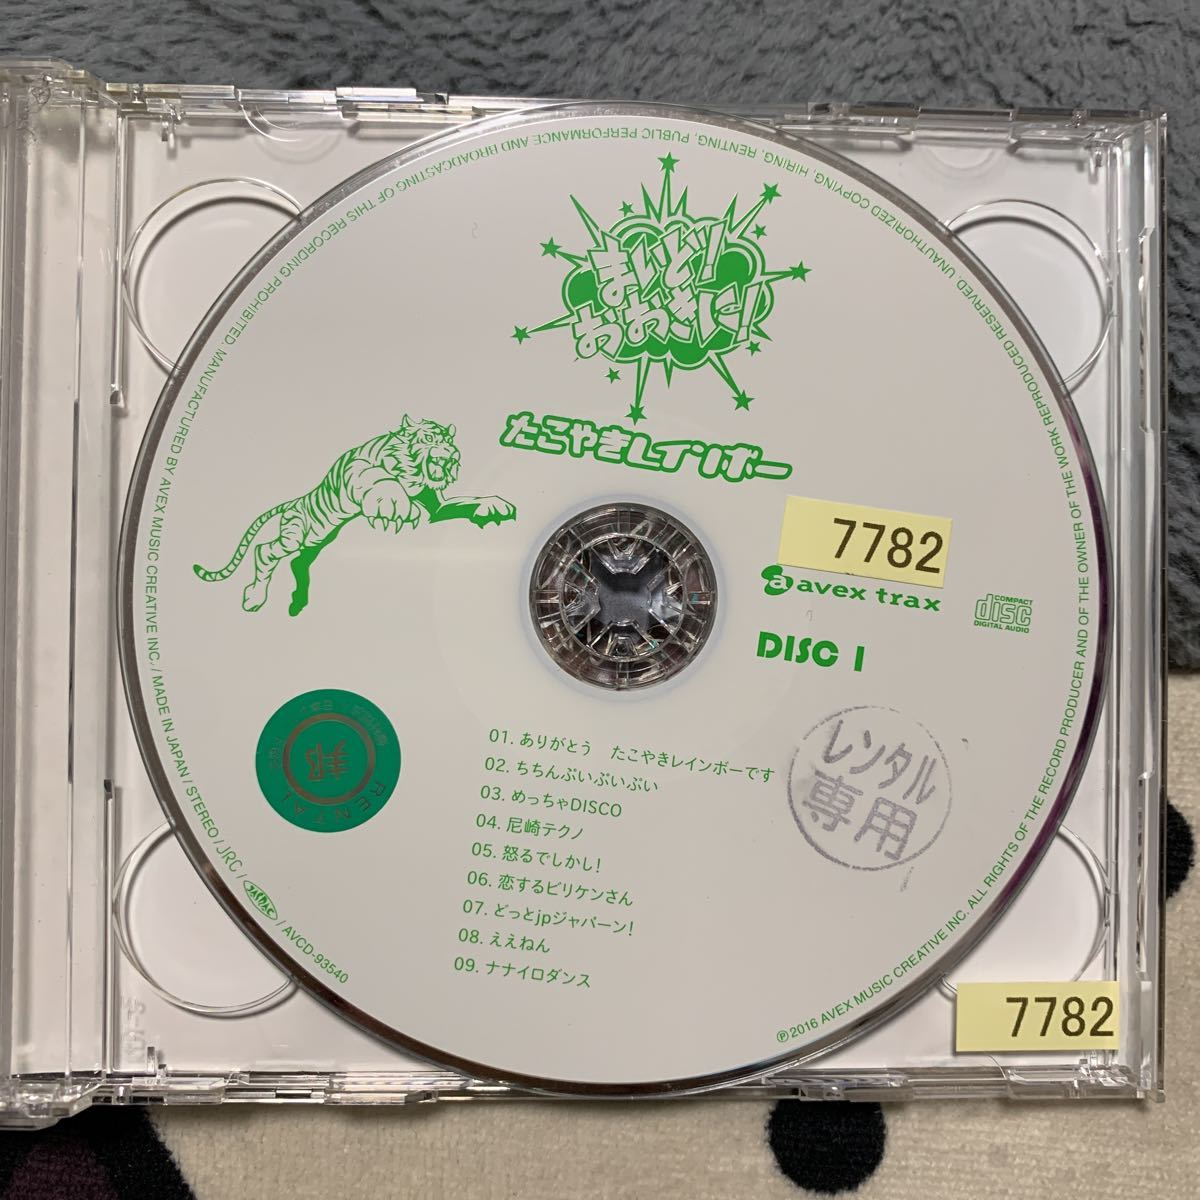 まいど!
おおきに!
たこやきレインボー
7782
a avex trax
COMPACT
disc
DIGITAL AUDIO
DISC 1
レンタル
専用
邦
RENTAL
01. ありがとう　たこやきレインボーです
02. ちちんぷいぷいぷい
03. めっちゃDISCO
04. 尼崎テクノ
05. 怒るでしかし!
06. 恋するビリケンさん
07. どっとjpジャパーン!
08. ええねん
09. ナナイロダンス
7782
℗2016 AVEX MUSIC CREATIVE INC. ALL RIGHTS OF THE RECORD PRODUCER AND OF THE OWNER OF THE WORK REPRODUCED RESERVED. UNAUTHORIZED COPYING, HIRING, RENTING, PUBLIC PERFORMANCE AND BROADCASTING OF THIS RECORDING PROHIBITED. MANUFACTURED BY AVEX MUSIC CREATIVE INC. / MADE IN JAPAN / STEREO / JRC / JASRAC / AVCD-93540